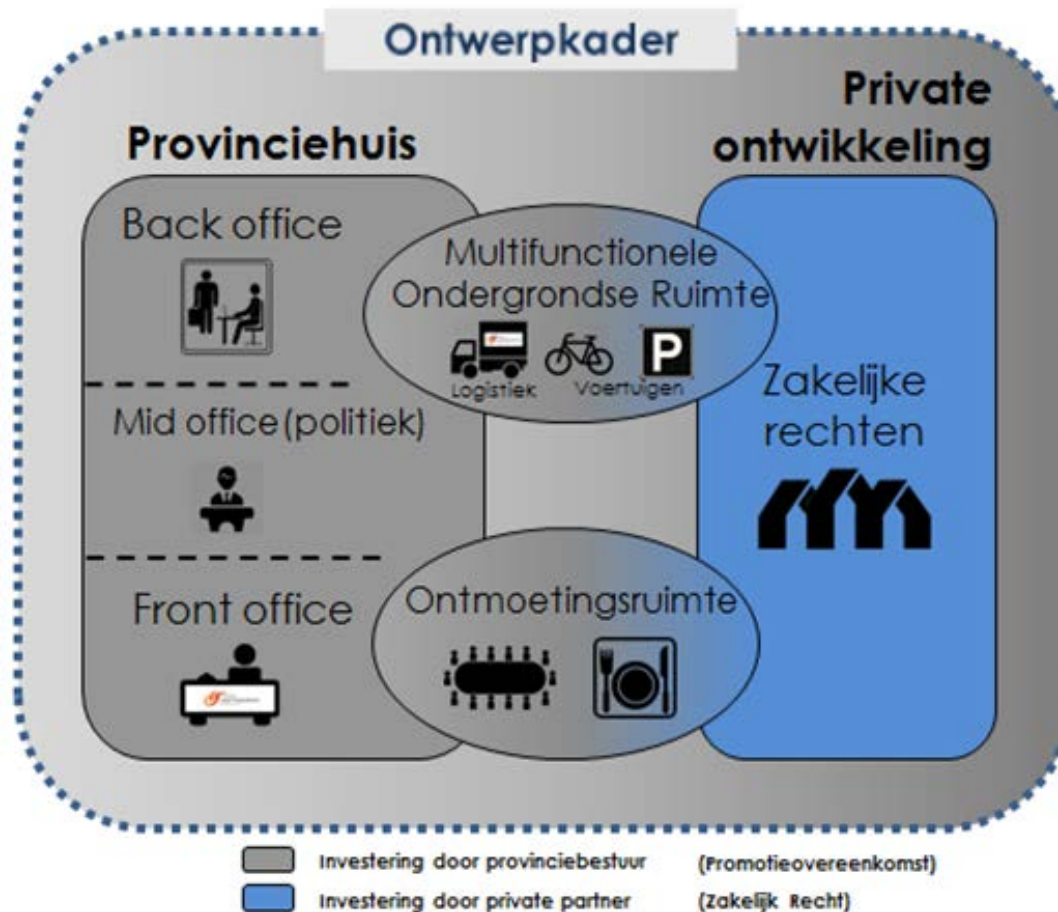 Ontwerpkader
Provinciehuis
Private
ontwikkeling
Back office
Mid office (politiek)
Front office
Multifunctionele
Ondergrondse Ruimte
P
Logistiek Voertuigen
Ontmoetingsruimte
Zakelijke
rechten
Investering door provinciebestuur (Promotieovereenkomst)
Investering door private partner (Zakelijk Recht)